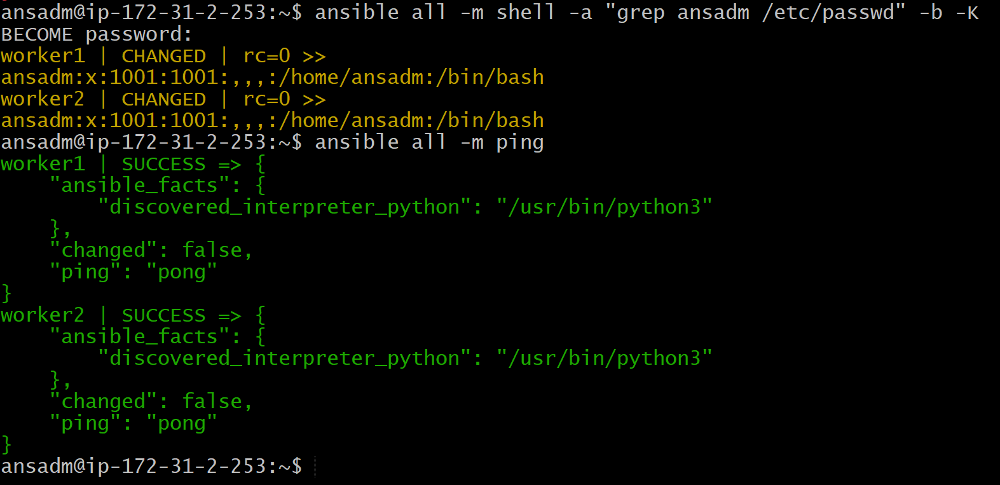 ansadm@ip-172-31-2-253:~$ ansible all -m shell -a "grep ansadm /etc/passwd" -b -K
BECOME password:
worker1 | CHANGED | rc=0 >>
ansadm:x:1001:1001:,,,:/home/ansadm:/bin/bash
worker2 | CHANGED | rc=0 >>
ansadm:x:1001:1001:,,,:/home/ansadm:/bin/bash
ansadm@ip-172-31-2-253:~$ ansible all -m ping
worker1 | SUCCESS => {
    "ansible_facts": {
        "discovered_interpreter_python": "/usr/bin/python3"
    },
    "changed": false,
    "ping": "pong"
}
worker2 | SUCCESS => {
    "ansible_facts": {
        "discovered_interpreter_python": "/usr/bin/python3"
    },
    "changed": false,
    "ping": "pong"
}
ansadm@ip-172-31-2-253:~$